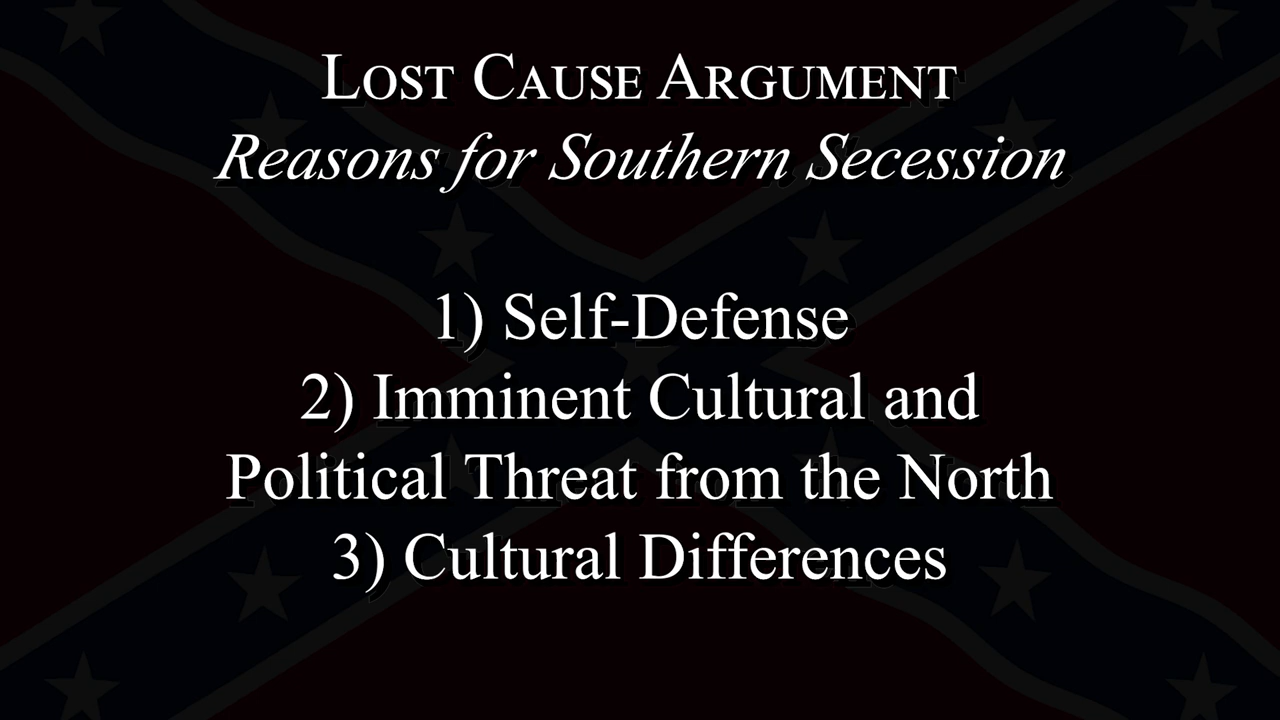 LOST CAUSE ARGUMENT
Reasons for Southern Secession
1) Self-Defense
2) Imminent Cultural and
Political Threat from the North
3) Cultural Differences